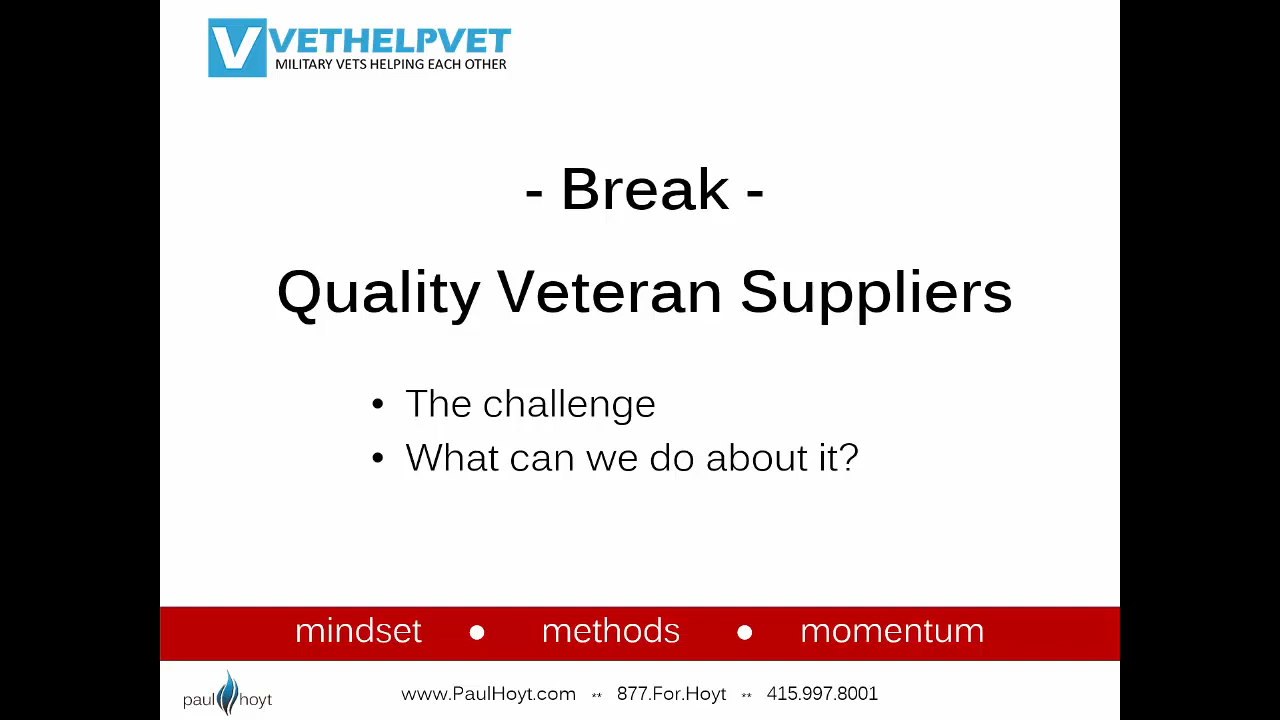 V VETHELPVET
MILITARY VETS HELPING EACH OTHER
- Break -
Quality Veteran Suppliers
• The challenge
• What can we do about it?
mindset • methods • momentum
paul hoyt
www.PaulHoyt.com ** 877.For.Hoyt ** 415.997.8001